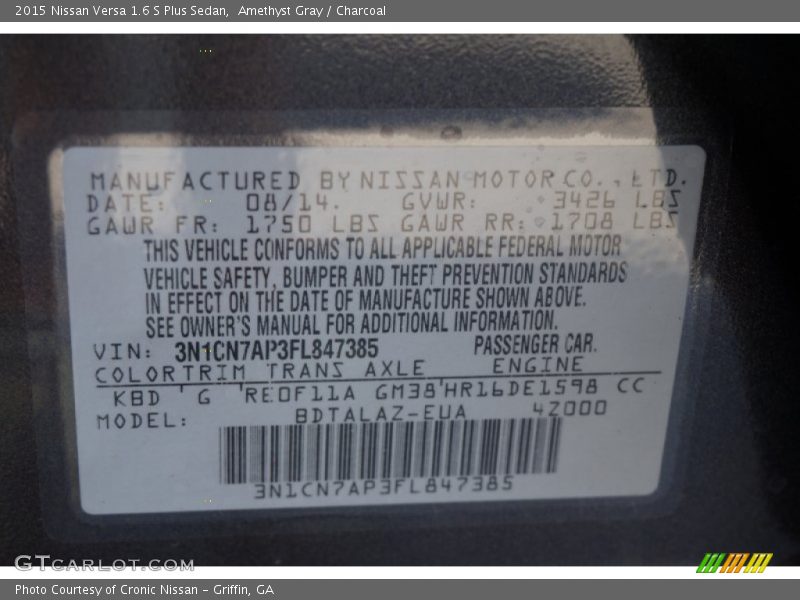 2015 Nissan Versa 1.6 S Plus Sedan,  Amethyst Gray / Charcoal
MANUFACTURED BY NISSAN MOTOR CO., LTD.
DATE: 08/14. GVWR: 3426 LBS
GAWR FR: 1750 LBS GAWR RR: 1708 LBS
THIS VEHICLE CONFORMS TO ALL APPLICABLE FEDERAL MOTOR
VEHICLE SAFETY, BUMPER AND THEFT PREVENTION STANDARDS
IN EFFECT ON THE DATE OF MANUFACTURE SHOWN ABOVE.
SEE OWNER'S MANUAL FOR ADDITIONAL INFORMATION.
VIN: 3N1CN7AP3FL847385 PASSENGER CAR.
COLOR TRIM TRANS AXLE ENGINE
KBD G RE0F11A GM38 HR16DE1598 CC
MODEL: BDTALAZ-EUA 4Z000
3N1CN7AP3FL847385
GTCARLOT.COM
Photo Courtesy of Cronic Nissan – Griffin, GA